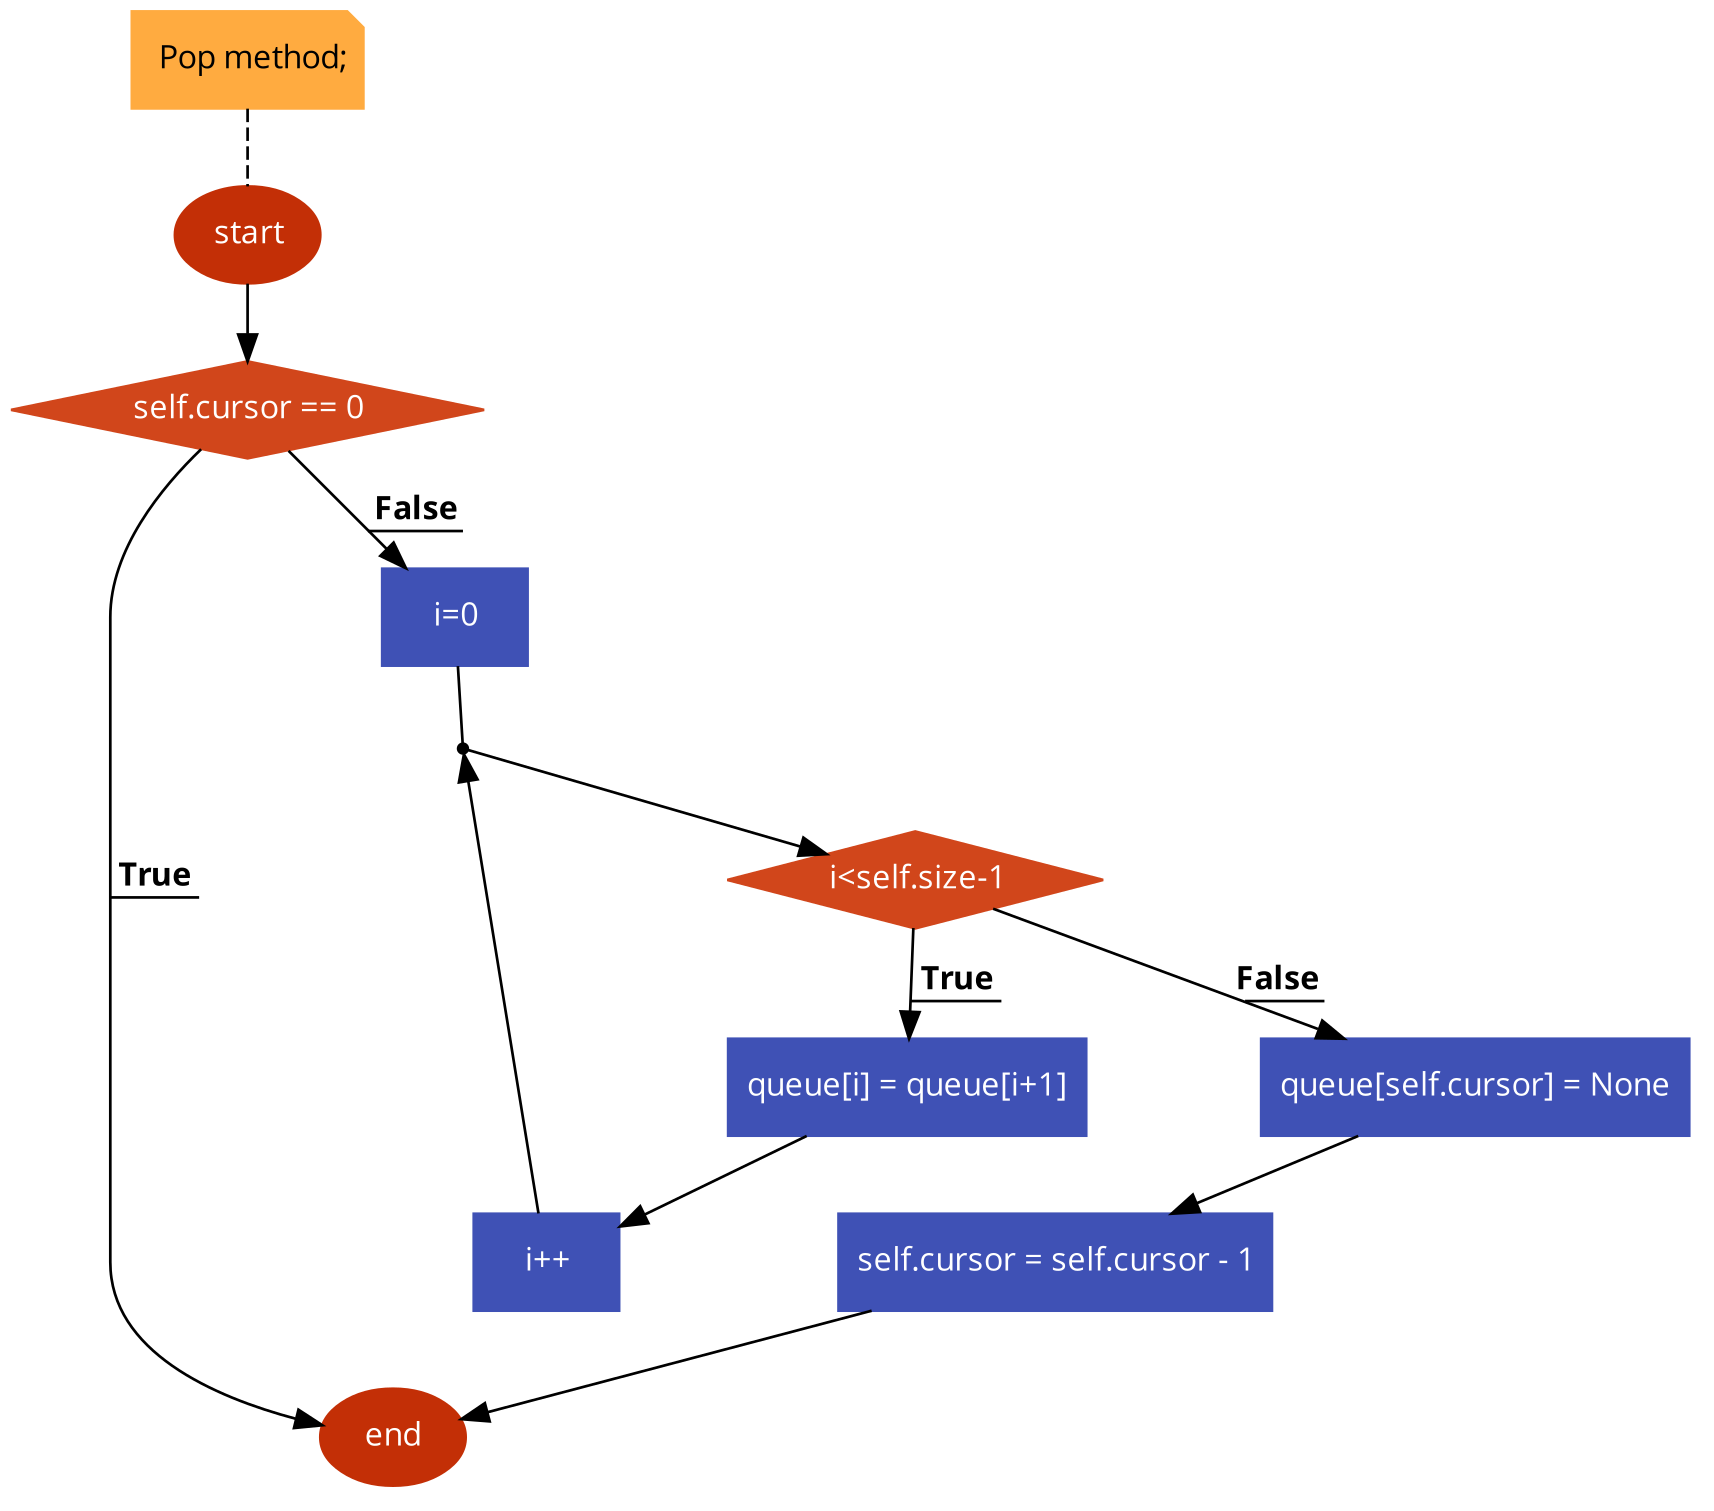 Pop method;
start
self.cursor == 0
False
i=0
True
i<self.size-1
True
False
queue[i] = queue[i+1]
queue[self.cursor] = None
i++
self.cursor = self.cursor - 1
end